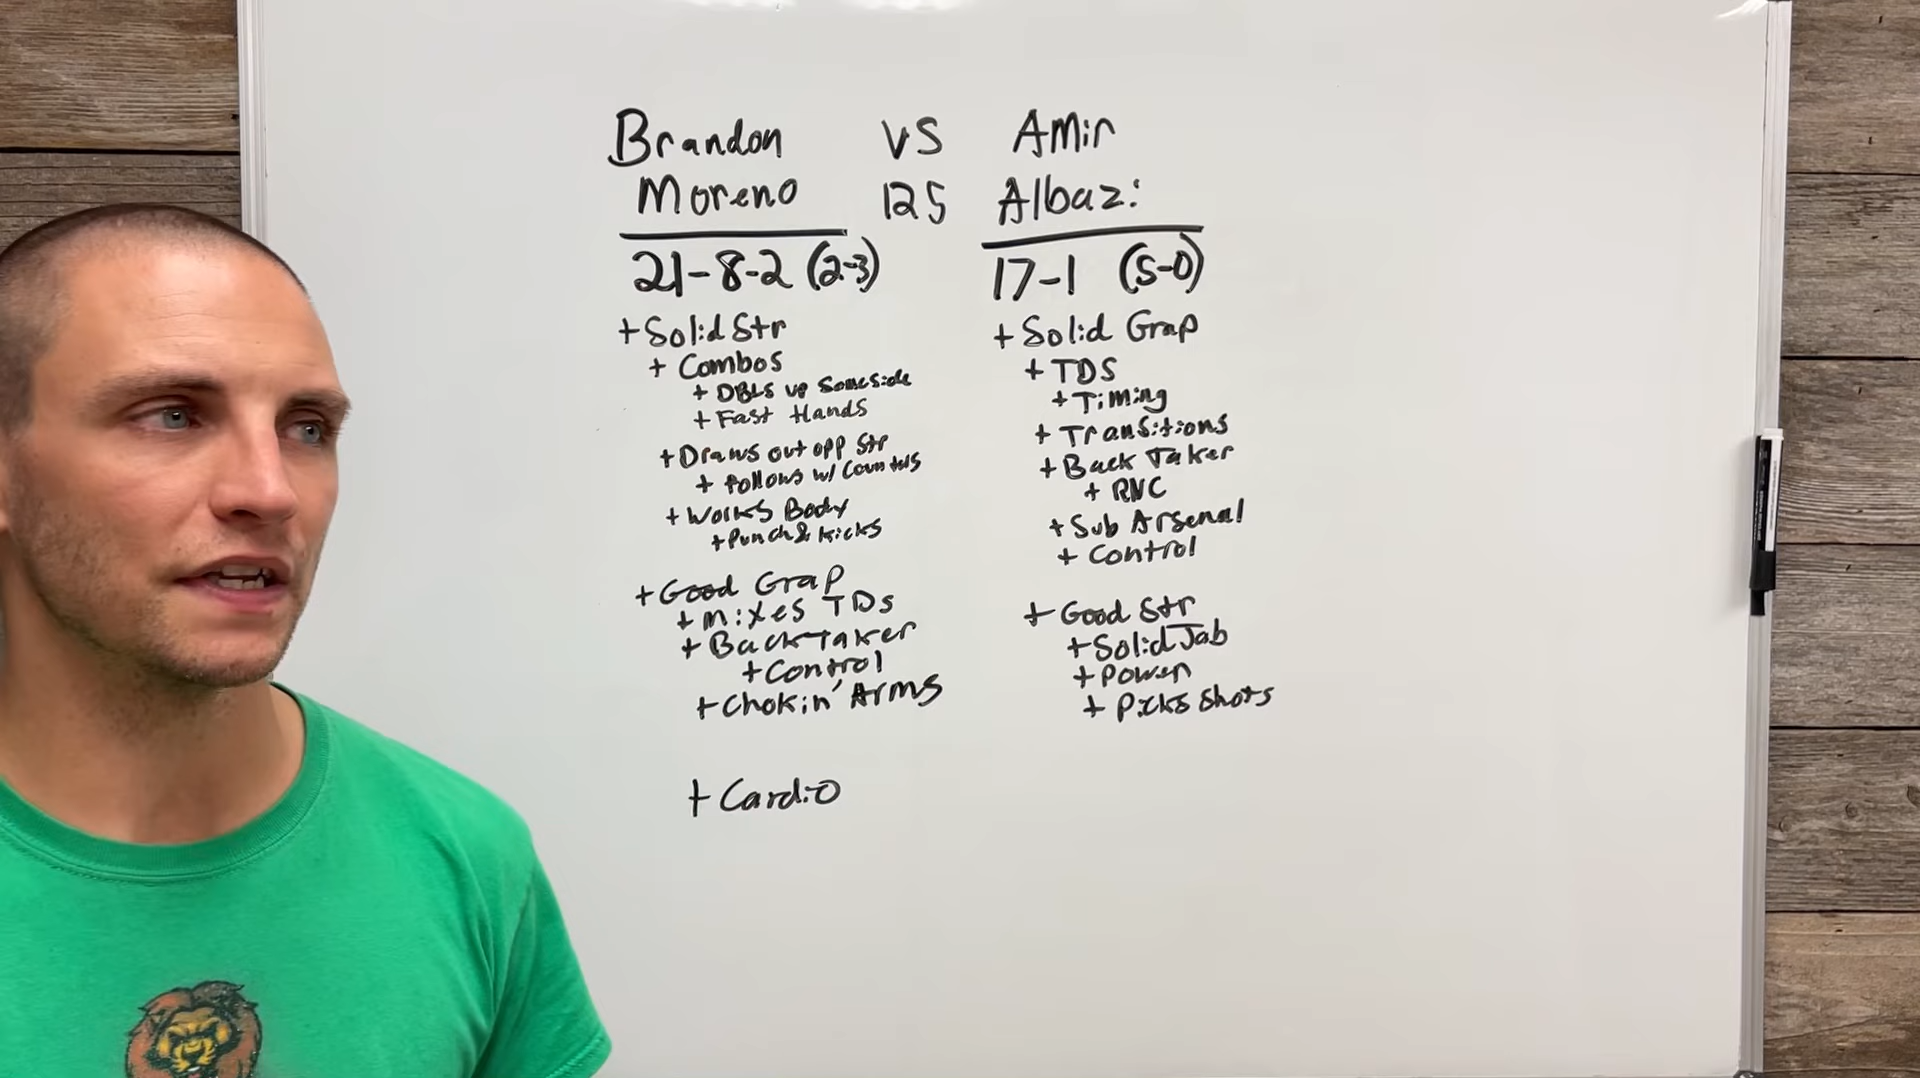 Brandon VS Amir
Moreno 125 Albazi
21-8-2 (2-3) 17-1 (5-0)
+ Solid Str
+ Combos
+ DBLS up Same side
+ Fast Hands
+ Draws out opp Str
+ Follows w/ Counters
+ Works Body
+ Punch & Kicks
+ Good Grap
+ Mixes TDs
+ Back Taker
+ Control
+ Chokin' Arms
+ Cardio
+ Solid Grap
+ TDS
+ Timing
+ Transitions
+ Back Taker
+ RNC
+ Sub Arsenal
+ Control
+ Good Str
+ Solid Jab
+ Power
+ Picks Shots